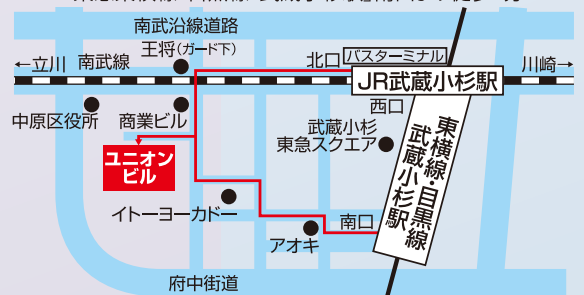 南武沿線道路
王将(ガード下)
北口
バスターミナル
←立川
南武線
JR武蔵小杉駅
川崎→
中原区役所
商業ビル
西口
武蔵小杉
東急スクエア
東横線・目黒線
武蔵小杉駅
ユニオン
ビル
イトーヨーカドー
南口
アオキ
府中街道